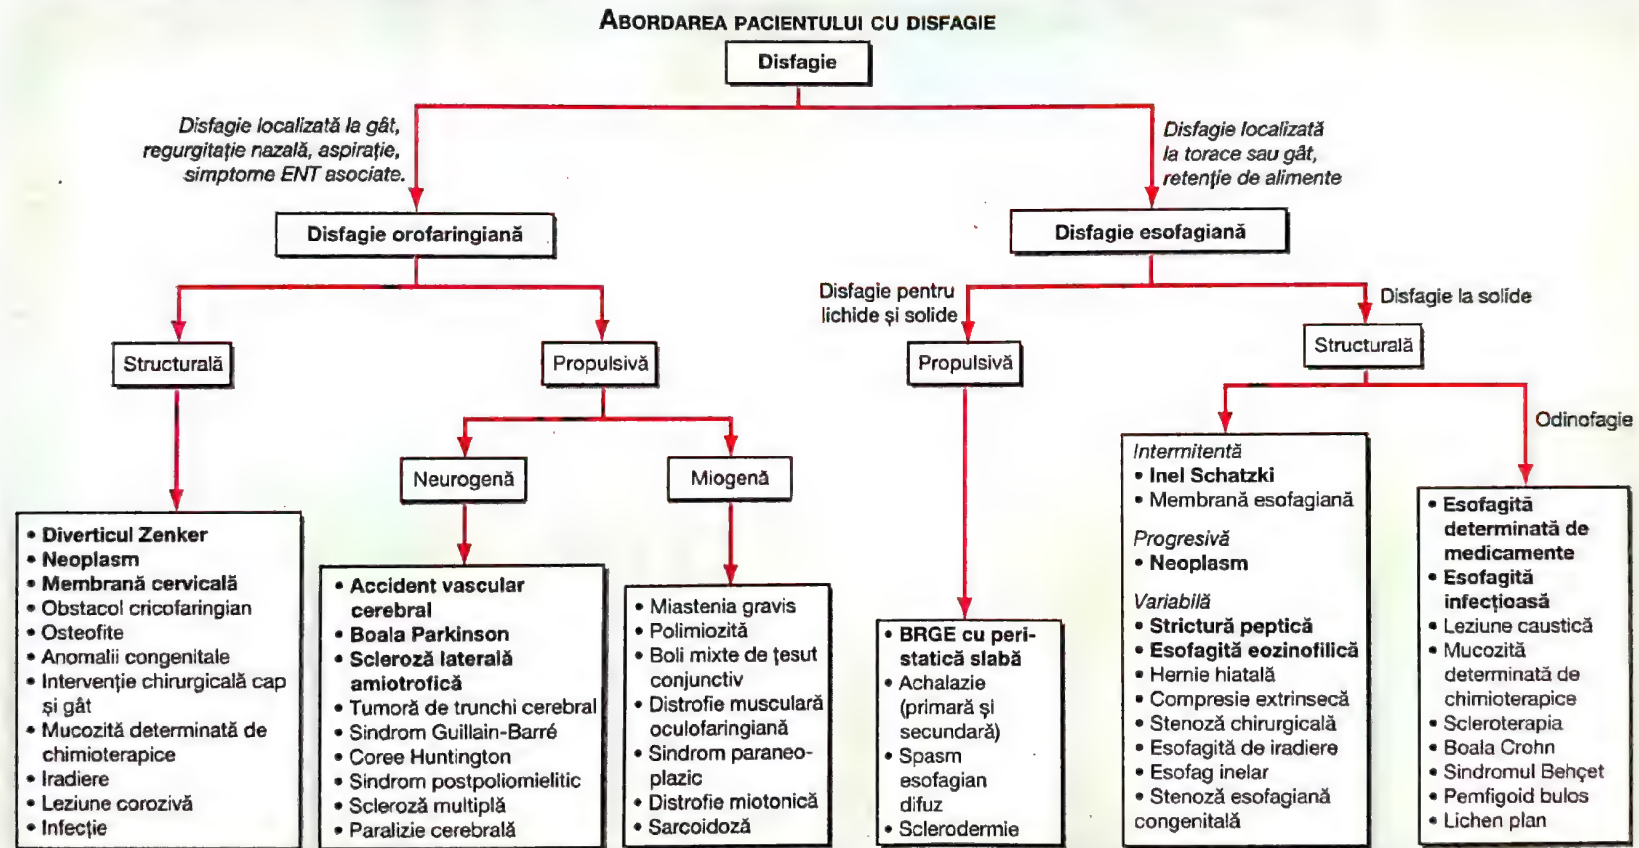 ABORDAREA PACIENTULUI CU DISFAGIE
Disfagie
Disfagie localizată la gât,
regurgitație nazală, aspirație,
simptome ENT asociate.
Disfagie localizată
la torace sau gât,
retenție de alimente
Disfagie orofaringiană
Disfagie esofagiană
Structurală
Propulsivă
Disfagie pentru
lichide și solide
Propulsivă
Disfagie la solide
Structurală
Neurogenă
Miogenă
Odinofagie
• Diverticul Zenker
• Neoplasm
• Membrană cervicală
• Obstacol cricofaringian
• Osteofite
• Anomalii congenitale
• Intervenție chirurgicală cap
și gât
• Mucozită determinată de
chimioterapice
• Iradiere
• Leziune corozivă
• Infecție
• Accident vascular
cerebral
• Boala Parkinson
• Scleroză laterală
amiotrofică
• Tumoră de trunchi cerebral
• Sindrom Guillain-Barré
• Coree Huntington
• Sindrom postpoliomielitic
• Scleroză multiplă
• Paralizie cerebrală
• Miastenia gravis
• Polimiozită
• Boli mixte de țesut
conjunctiv
• Distrofie musculară
oculofaringiană
• Sindrom paraneo-
plazic
• Distrofie miotonică
• Sarcoidoză
• BRGE cu peri-
statică slabă
• Achalazie
(primară și
secundară)
• Spasm
esofagian
difuz
• Sclerodermie
Intermitentă
• Inel Schatzki
• Membrană esofagiană
Progresivă
• Neoplasm
Variabilă
• Strictură peptică
• Esofagită eozinofilică
• Hernie hiatală
• Compresie extrinsecă
• Stenoză chirurgicală
• Esofagită de iradiere
• Esofag inelar
• Stenoză esofagiană
congenitală
• Esofagită
determinată de
medicamente
• Esofagită
infecțioasă
• Leziune caustică
• Mucozită
determinată de
chimioterapice
• Scleroterapia
• Boala Crohn
• Sindromul Behçet
• Pemfigoid bulos
• Lichen plan